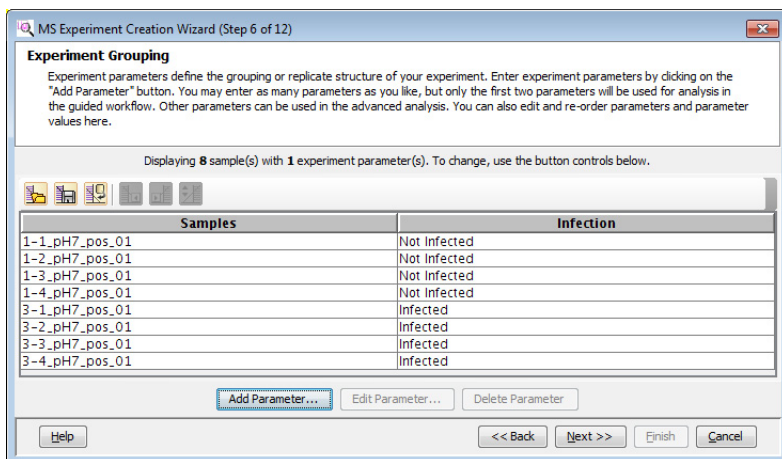 MS Experiment Creation Wizard (Step 6 of 12)
Experiment Grouping
Experiment parameters define the grouping or replicate structure of your experiment. Enter experiment parameters by clicking on the
"Add Parameter" button. You may enter as many parameters as you like, but only the first two parameters will be used for analysis in
the guided workflow. Other parameters can be used in the advanced analysis. You can also edit and re-order parameters and parameter
values here.
Displaying 8 sample(s) with 1 experiment parameter(s). To change, use the button controls below.
Samples Infection
1-1_pH7_pos_01 Not Infected
1-2_pH7_pos_01 Not Infected
1-3_pH7_pos_01 Not Infected
1-4_pH7_pos_01 Not Infected
3-1_pH7_pos_01 Infected
3-2_pH7_pos_01 Infected
3-3_pH7_pos_01 Infected
3-4_pH7_pos_01 Infected
Add Parameter... Edit Parameter... Delete Parameter
Help << Back Next >> Finish Cancel